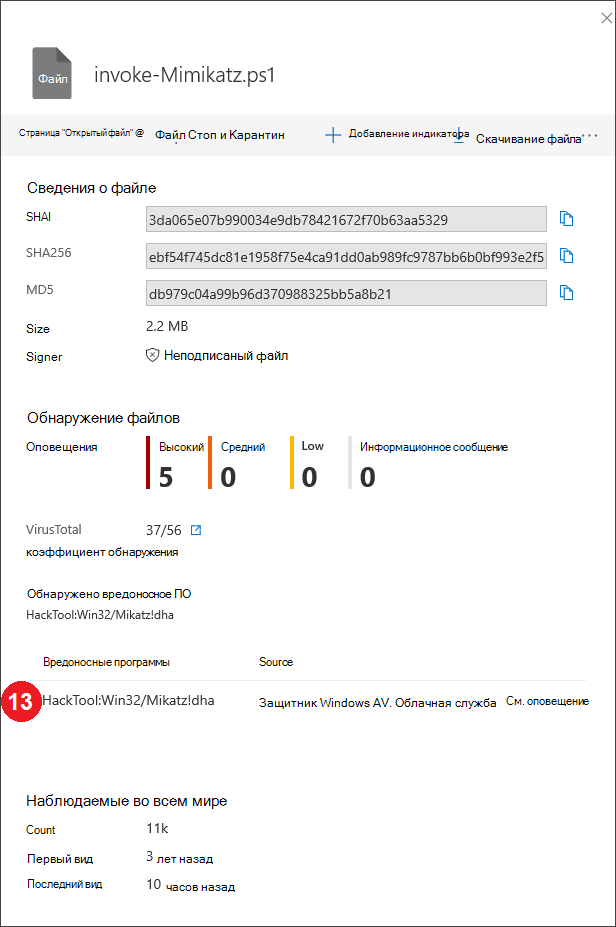 Файл
invoke-Mimikatz.ps1
Страница "Открытый файл" @ Файл Стоп и Карантин Добавление индикатора Скачивание файла ...
Сведения о файле
SHAI 3da065e07b990034e9db78421672f70b63aa5329
SHA256 ebf54f745dc81e1958f75e4ca91dd0ab989fc9787bb6b0bf993e2f5
MD5 db979c04a99b96d370988325bb5a8b21
Size 2.2 MB
Signer Неподписаный файл
Обнаружение файлов
Оповещения Высокий Средний Low Информационное сообщение
5 0 0 0
VirusTotal 37/56
коэффициент обнаружения
Обнаружено вредоносное ПО
HackTool:Win32/Mikatz!dha
Вредоносные программы Source
13 HackTool:Win32/Mikatz!dha Защитник Windows AV. Облачная служба См. оповещение
Наблюдаемые во всем мире
Count 11k
Первый вид 3 лет назад
Последний вид 10 часов назад